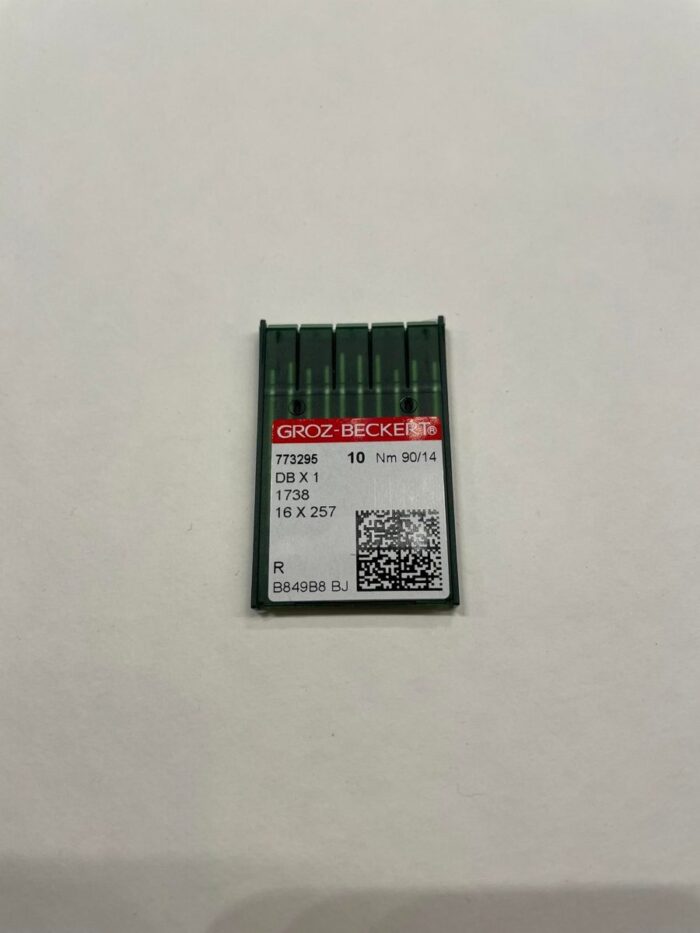 GROZ-BECKERT®
773295 10 Nm 90/14
DB X 1
1738
16 X 257
R
B849B8 BJ